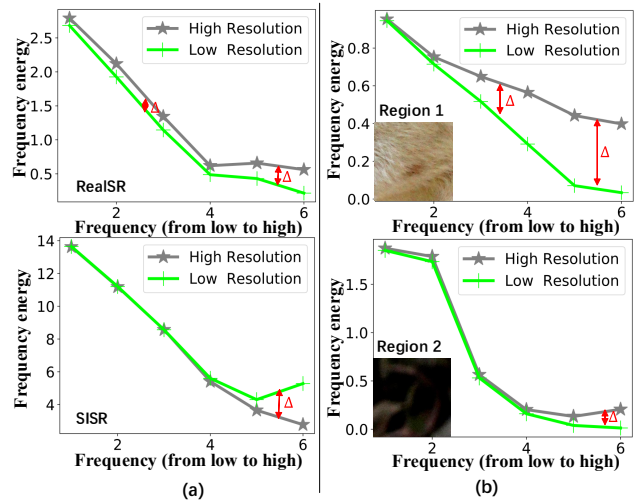 (a)
High Resolution
Low Resolution
Frequency energy
2.5
2.0
1.5
1.0
0.5
Δ
Δ
RealSR
2
4
6
Frequency (from low to high)
14
12
10
8
6
4
High Resolution
Low Resolution
Frequency energy
Δ
SISR
2
4
6
Frequency (from low to high)
(b)
High Resolution
Low Resolution
Frequency energy
0.8
0.6
0.4
0.2
0.0
Δ
Δ
Region 1
2
4
6
Frequency (from low to high)
High Resolution
Low Resolution
Frequency energy
1.5
1.0
0.5
0.0
Region 2
Δ
2
4
6
Frequency (from low to high)